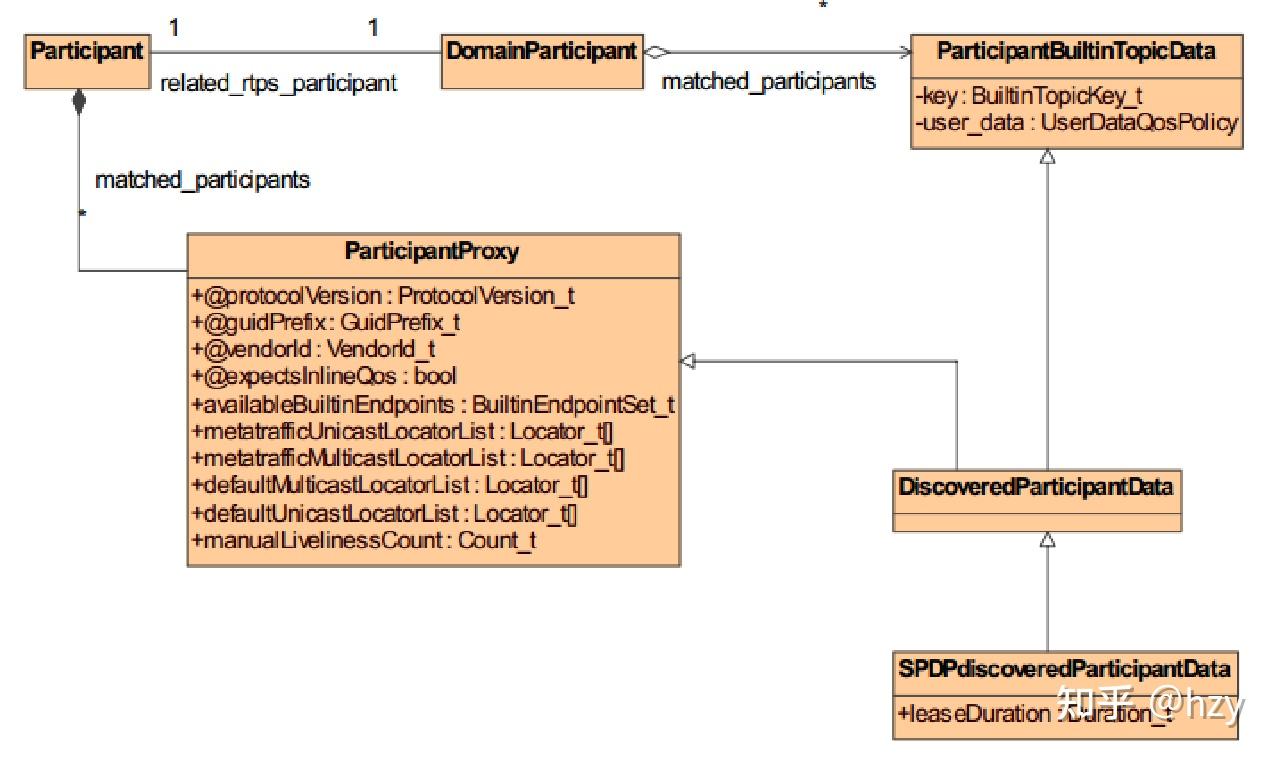 *
1
1
Participant
DomainParticipant
ParticipantBuiltinTopicData
related_rtps_participant
matched_participants
-key : BuiltinTopicKey_t
-user_data : UserDataQosPolicy
matched_participants
*
ParticipantProxy
+@protocolVersion : ProtocolVersion_t
+@guidPrefix : GuidPrefix_t
+@vendorId : VendorId_t
+@expectsInlineQos : bool
+availableBuiltinEndpoints : BuiltinEndpointSet_t
+metatrafficUnicastLocatorList : Locator_t[]
+metatrafficMulticastLocatorList : Locator_t[]
+defaultMulticastLocatorList : Locator_t[]
+defaultUnicastLocatorList : Locator_t[]
+manualLivelinessCount : Count_t
DiscoveredParticipantData
SPDPdiscoveredParticipantData
+leaseDuration : Duration_t
知乎 @hzy